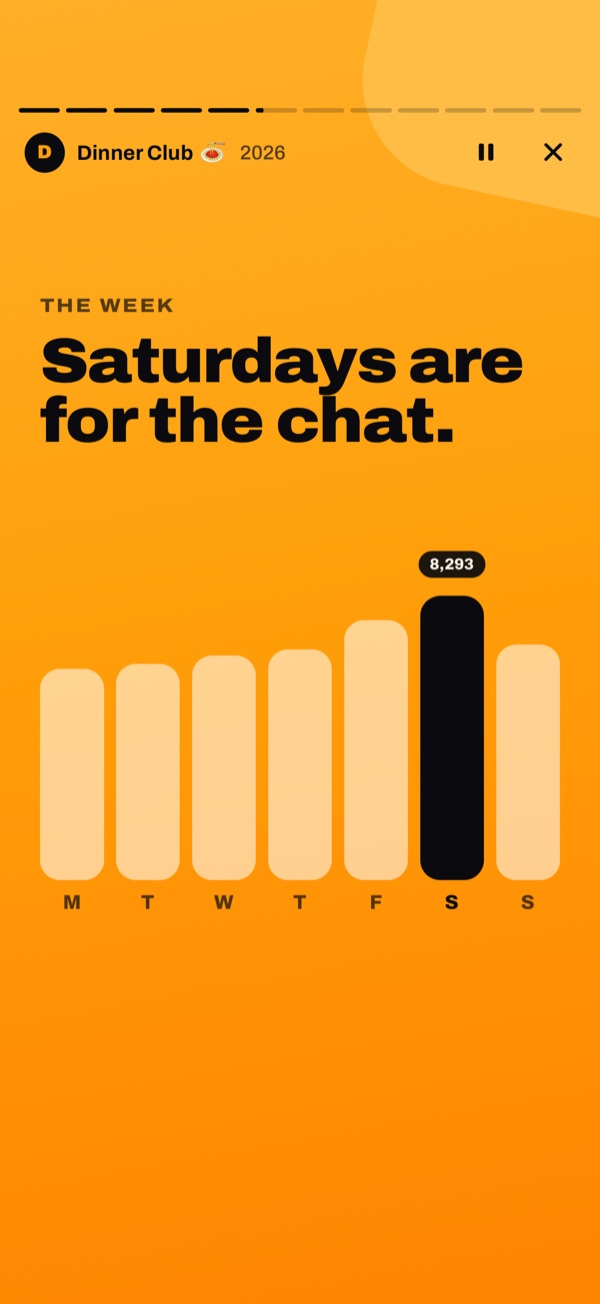 D
Dinner Club 🍝 2026
THE WEEK
Saturdays are
for the chat.
8,293
M T W T F S S